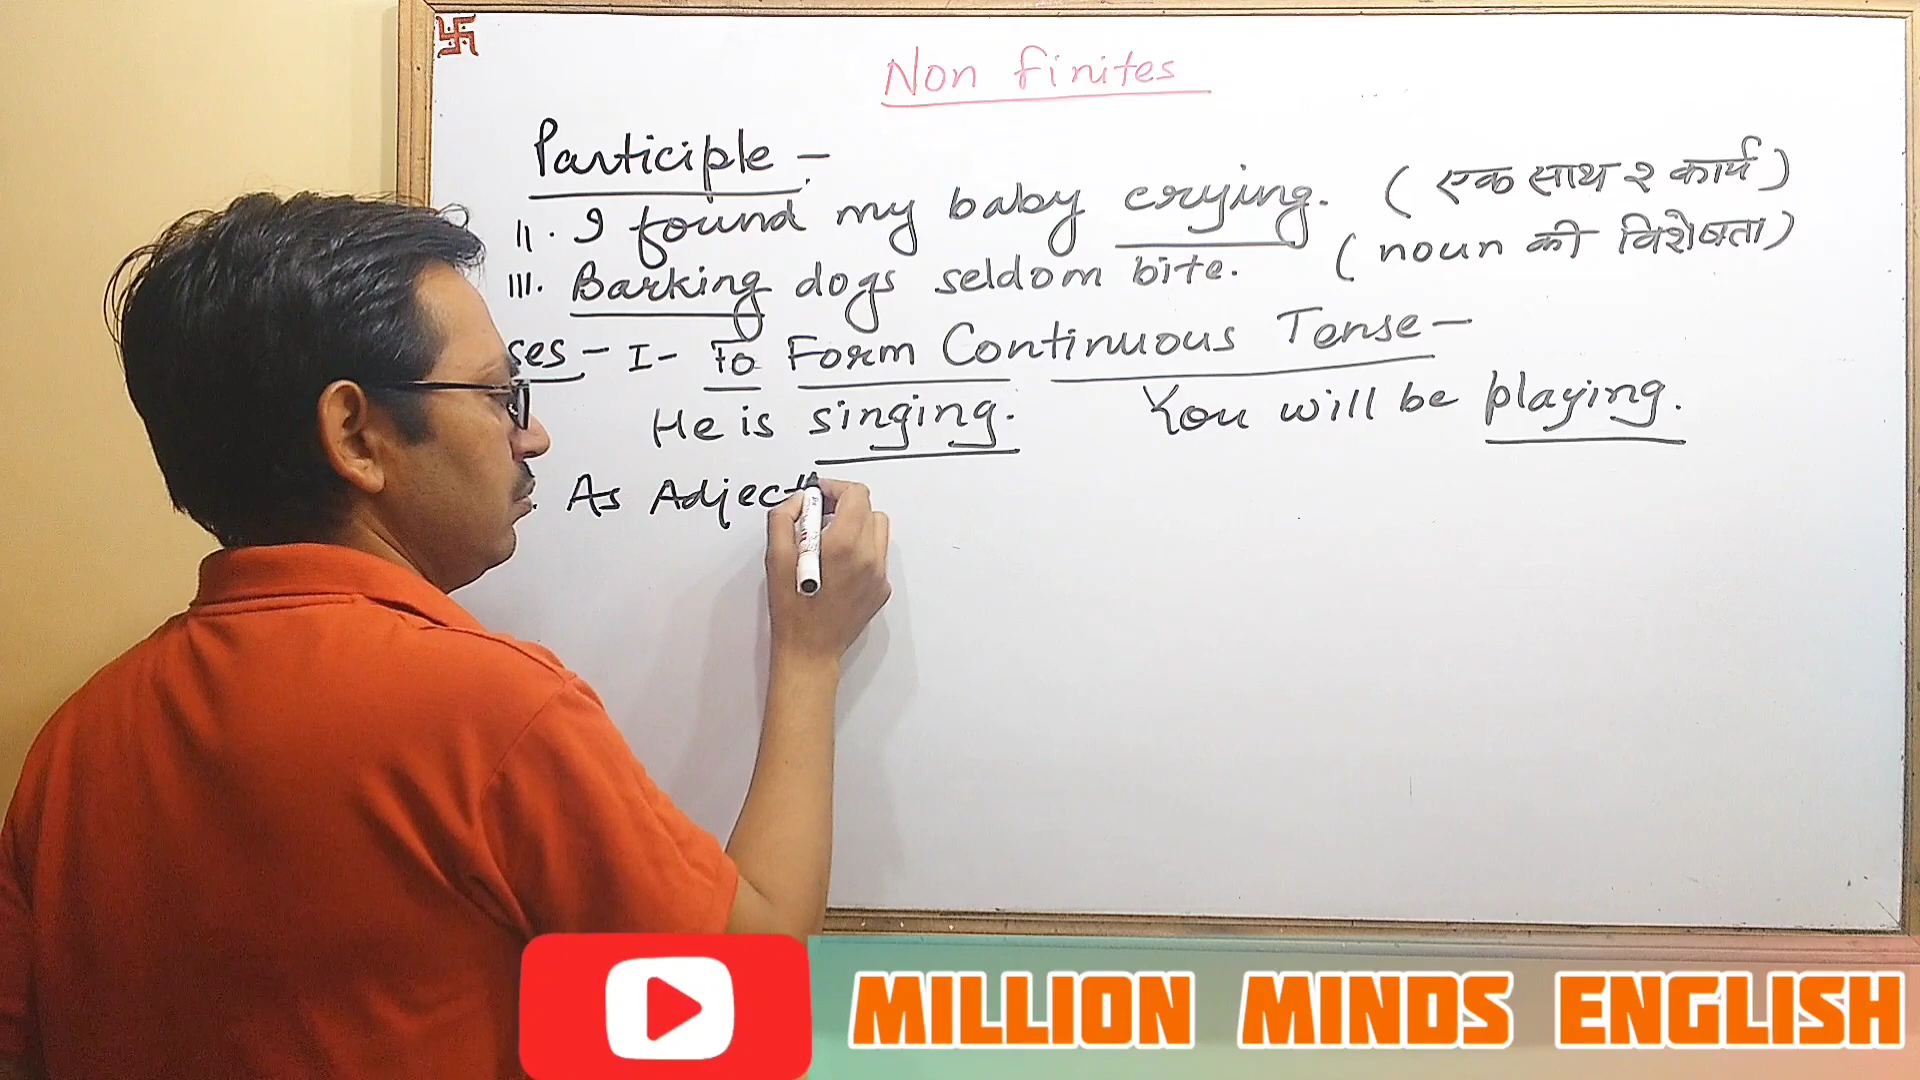 Non finites
Participle -
II. I found my baby crying. (एक साथ २ कार्य)
III. Barking dogs seldom bite. (noun की विशेषता)
ses - I - To Form Continuous Tense -
He is singing. You will be playing.
As Adject
MILLION MINDS ENGLISH